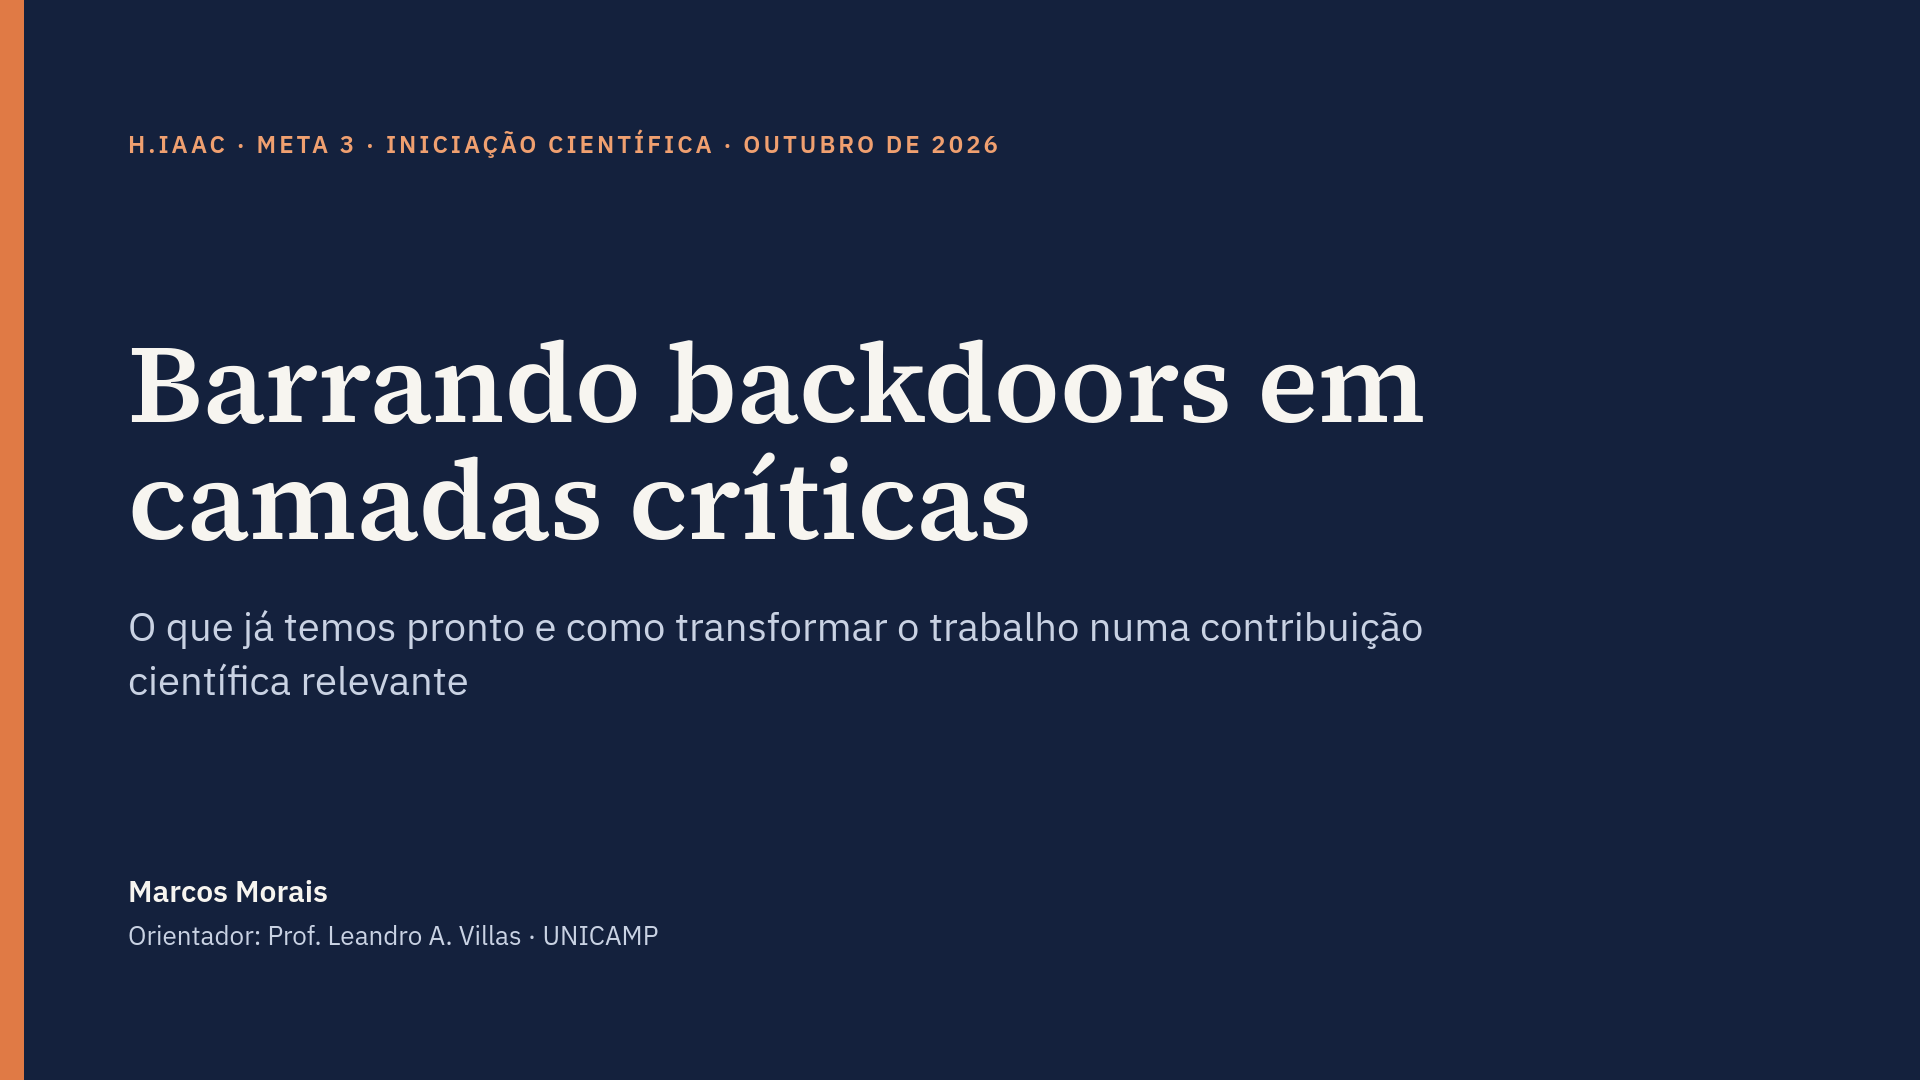 H.IAAC · META 3 · INICIAÇÃO CIENTÍFICA · OUTUBRO DE 2026
Barrando backdoors em
camadas críticas
O que já temos pronto e como transformar o trabalho numa contribuição
científica relevante
Marcos Morais
Orientador: Prof. Leandro A. Villas · UNICAMP